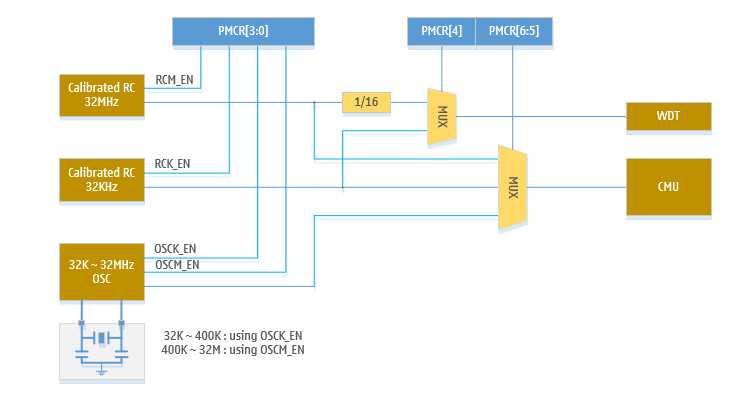 PMCR[3:0]
PMCR[4]
PMCR[6:5]
RCM_EN
Calibrated RC
32MHz
1/16
MUX
WDT
RCK_EN
Calibrated RC
32KHz
MUX
CMU
OSCK_EN
OSCM_EN
32K ~ 32MHz
OSC
32K ~ 400K : using OSCK_EN
400K ~ 32M : using OSCM_EN